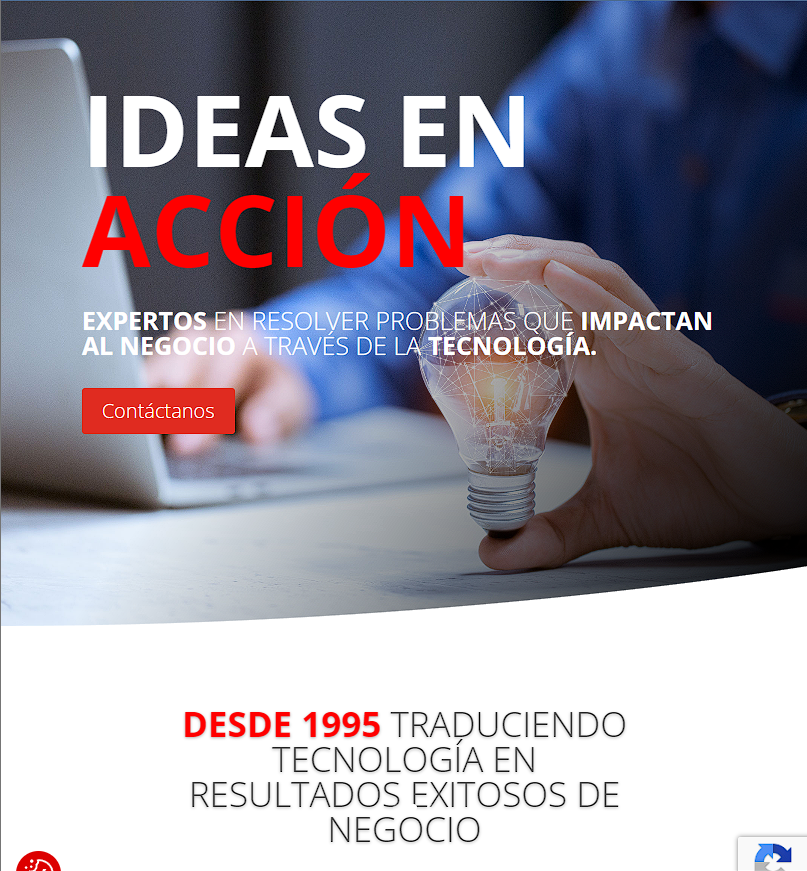 IDEAS EN
ACCIÓN
EXPERTOS EN RESOLVER PROBLEMAS QUE IMPACTAN
AL NEGOCIO A TRAVÉS DE LA TECNOLOGÍA.
Contáctanos
DESDE 1995 TRADUCIENDO
TECNOLOGÍA EN
RESULTADOS EXITOSOS DE
NEGOCIO